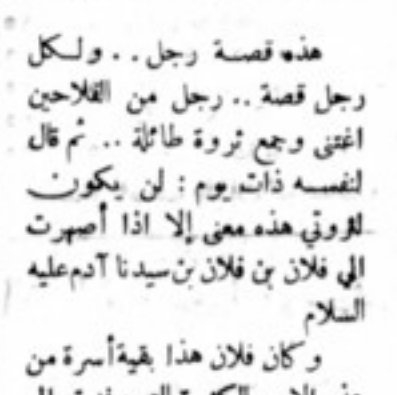 هذه قصة رجل .. ولكل
رجل قصة .. رجل من الفلاحين
اغتنى وجمع ثروة طائلة .. ثم قال
لنفسه ذات يوم : لن يكون
لثروتي هذه معنى إلا اذا أصهرت
الى فلان بن فلان بن سيدنا آدم عليه
السلام
وكان فلان هذا بقية أسرة من